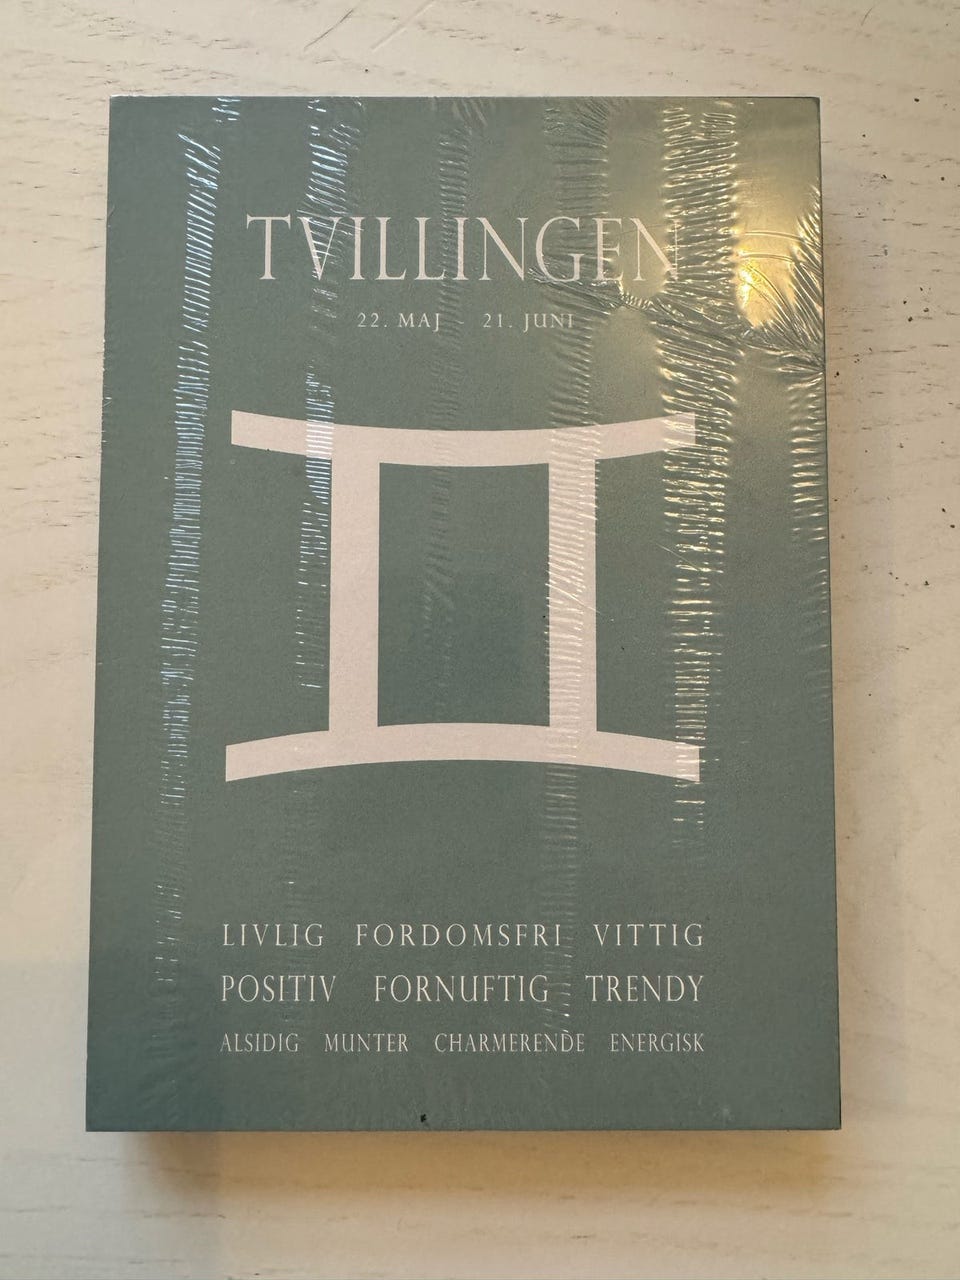 TVILLINGEN
22. MAJ - 21. JUNI
LIVLIG FORDOMSFRI VITTIG
POSITIV FORNUFTIG TRENDY
ALSIDIG MUNTER CHARMERENDE ENERGISK